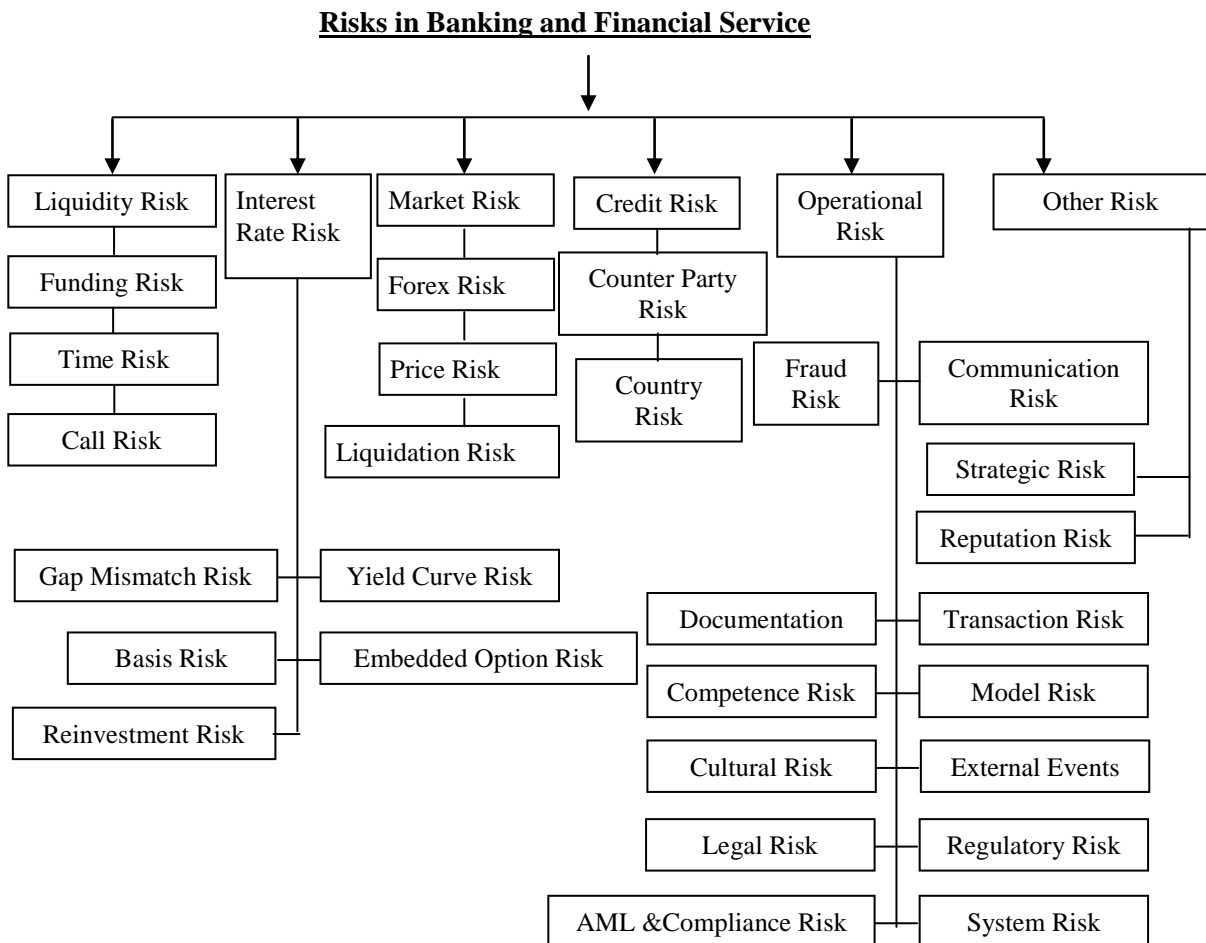 Risks in Banking and Financial Service
Liquidity Risk
Funding Risk
Time Risk
Call Risk
Interest
Rate Risk
Gap Mismatch Risk
Yield Curve Risk
Basis Risk
Embedded Option Risk
Reinvestment Risk
Market Risk
Forex Risk
Price Risk
Liquidation Risk
Credit Risk
Counter Party
Risk
Country
Risk
Operational
Risk
Fraud
Risk
Communication
Risk
Documentation
Transaction Risk
Competence Risk
Model Risk
Cultural Risk
External Events
Legal Risk
Regulatory Risk
AML &Compliance Risk
System Risk
Other Risk
Strategic Risk
Reputation Risk